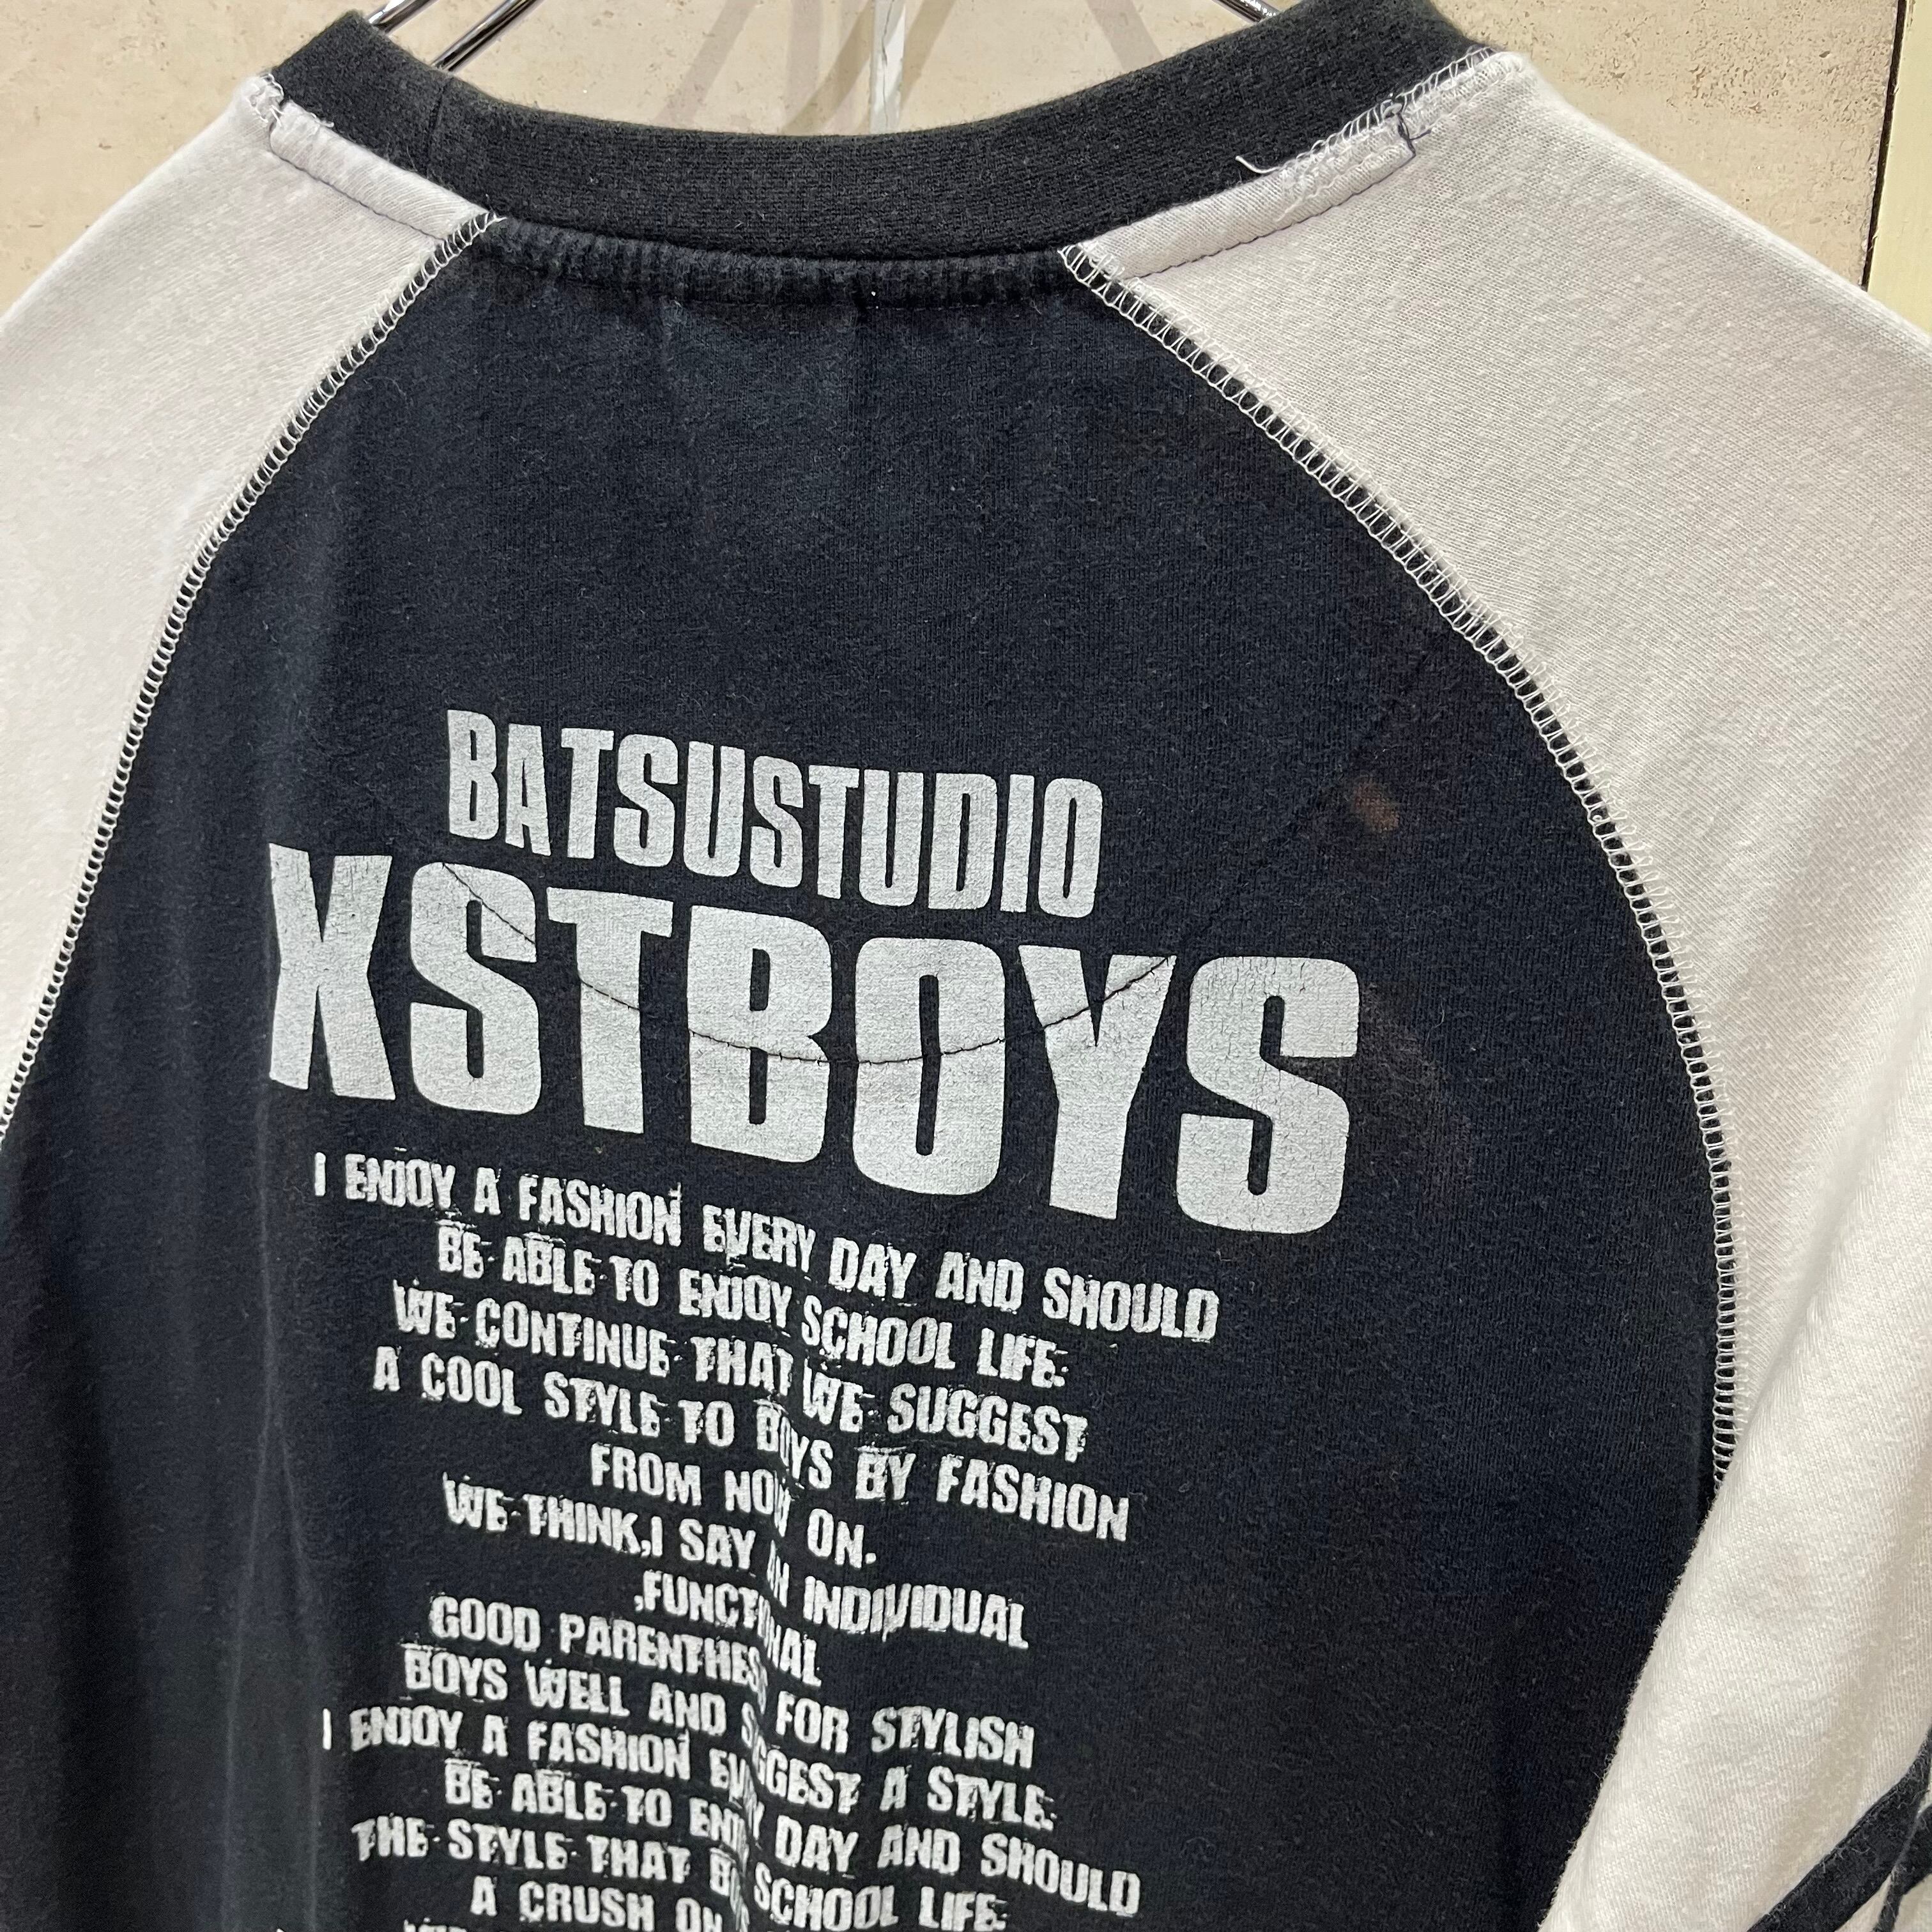 BATSUSTUDIO
XSTBOYS
I ENJOY A FASHION EVERY DAY AND SHOULD
BE ABLE TO ENJOY SCHOOL LIFE.
WE CONTINUE THAT WE SUGGEST
A COOL STYLE TO BOYS BY FASHION
FROM NOW ON.
WE THINK,I SAY AN INDIVIDUAL
,FUNCTIONAL
GOOD PARENTHESIS FOR STYLISH
BOYS WELL AND SUGGEST A STYLE.
I ENJOY A FASHION EVERY DAY AND SHOULD
BE ABLE TO ENJOY SCHOOL LIFE.
THE STYLE THAT
A CRUSH ON